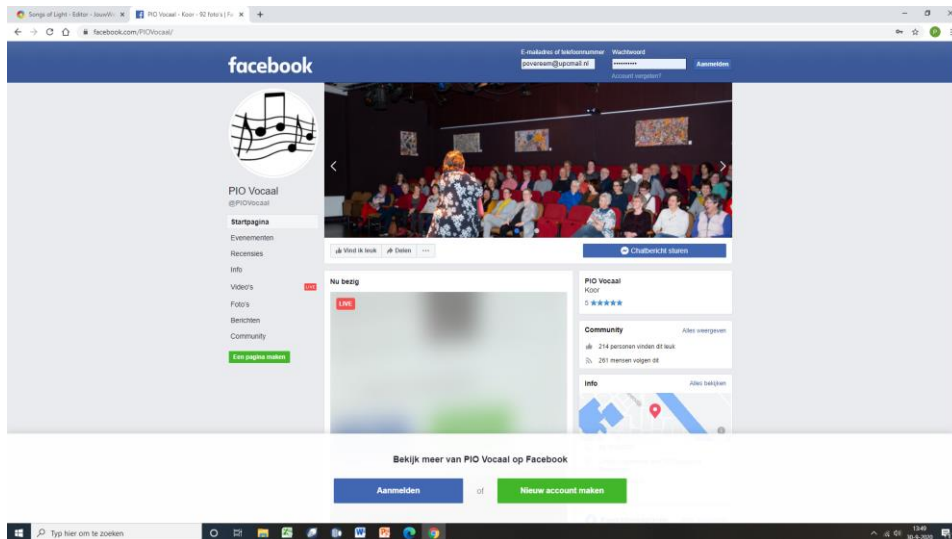 Songs of Light - Editor - JouwW
PIO Vocaal - Koor - 92 foto's | Fa
facebook.com/PIOVocaal/
P
facebook
E-mailadres of telefoonnummer
Wachtwoord
povereem@upcmail.nl
Aanmelden
Account vergeten?
PIO Vocaal
@PIOVocaal
Startpagina
Evenementen
Recensies
Info
Video's
LIVE
Foto's
Berichten
Community
Een pagina maken
Vind ik leuk
Delen
Chatbericht sturen
Nu bezig
LIVE
PIO Vocaal
Koor
5
Community
Alles weergeven
214 personen vinden dit leuk
261 mensen volgen dit
Info
Alles bekijken
Bekijk meer van PIO Vocaal op Facebook
Aanmelden
of
Nieuw account maken
Typ hier om te zoeken
13:49
30-9-2020